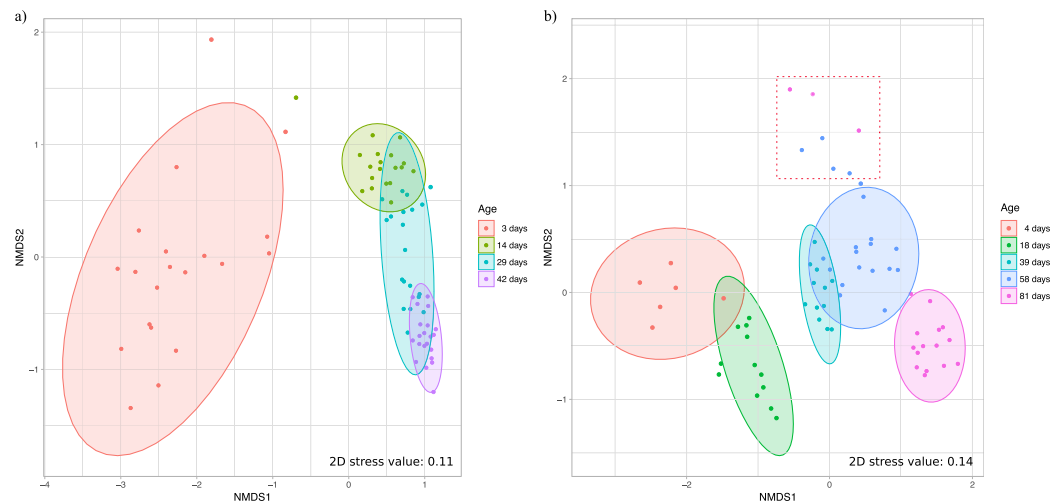 a)
2
1
0
−1
NMDS2
−4
−3
−2
−1
0
1
NMDS1
2D stress value: 0.11
Age
3 days
14 days
29 days
42 days
b)
2
1
0
−1
NMDS2
−2
0
2
NMDS1
2D stress value: 0.14
Age
4 days
18 days
39 days
58 days
81 days